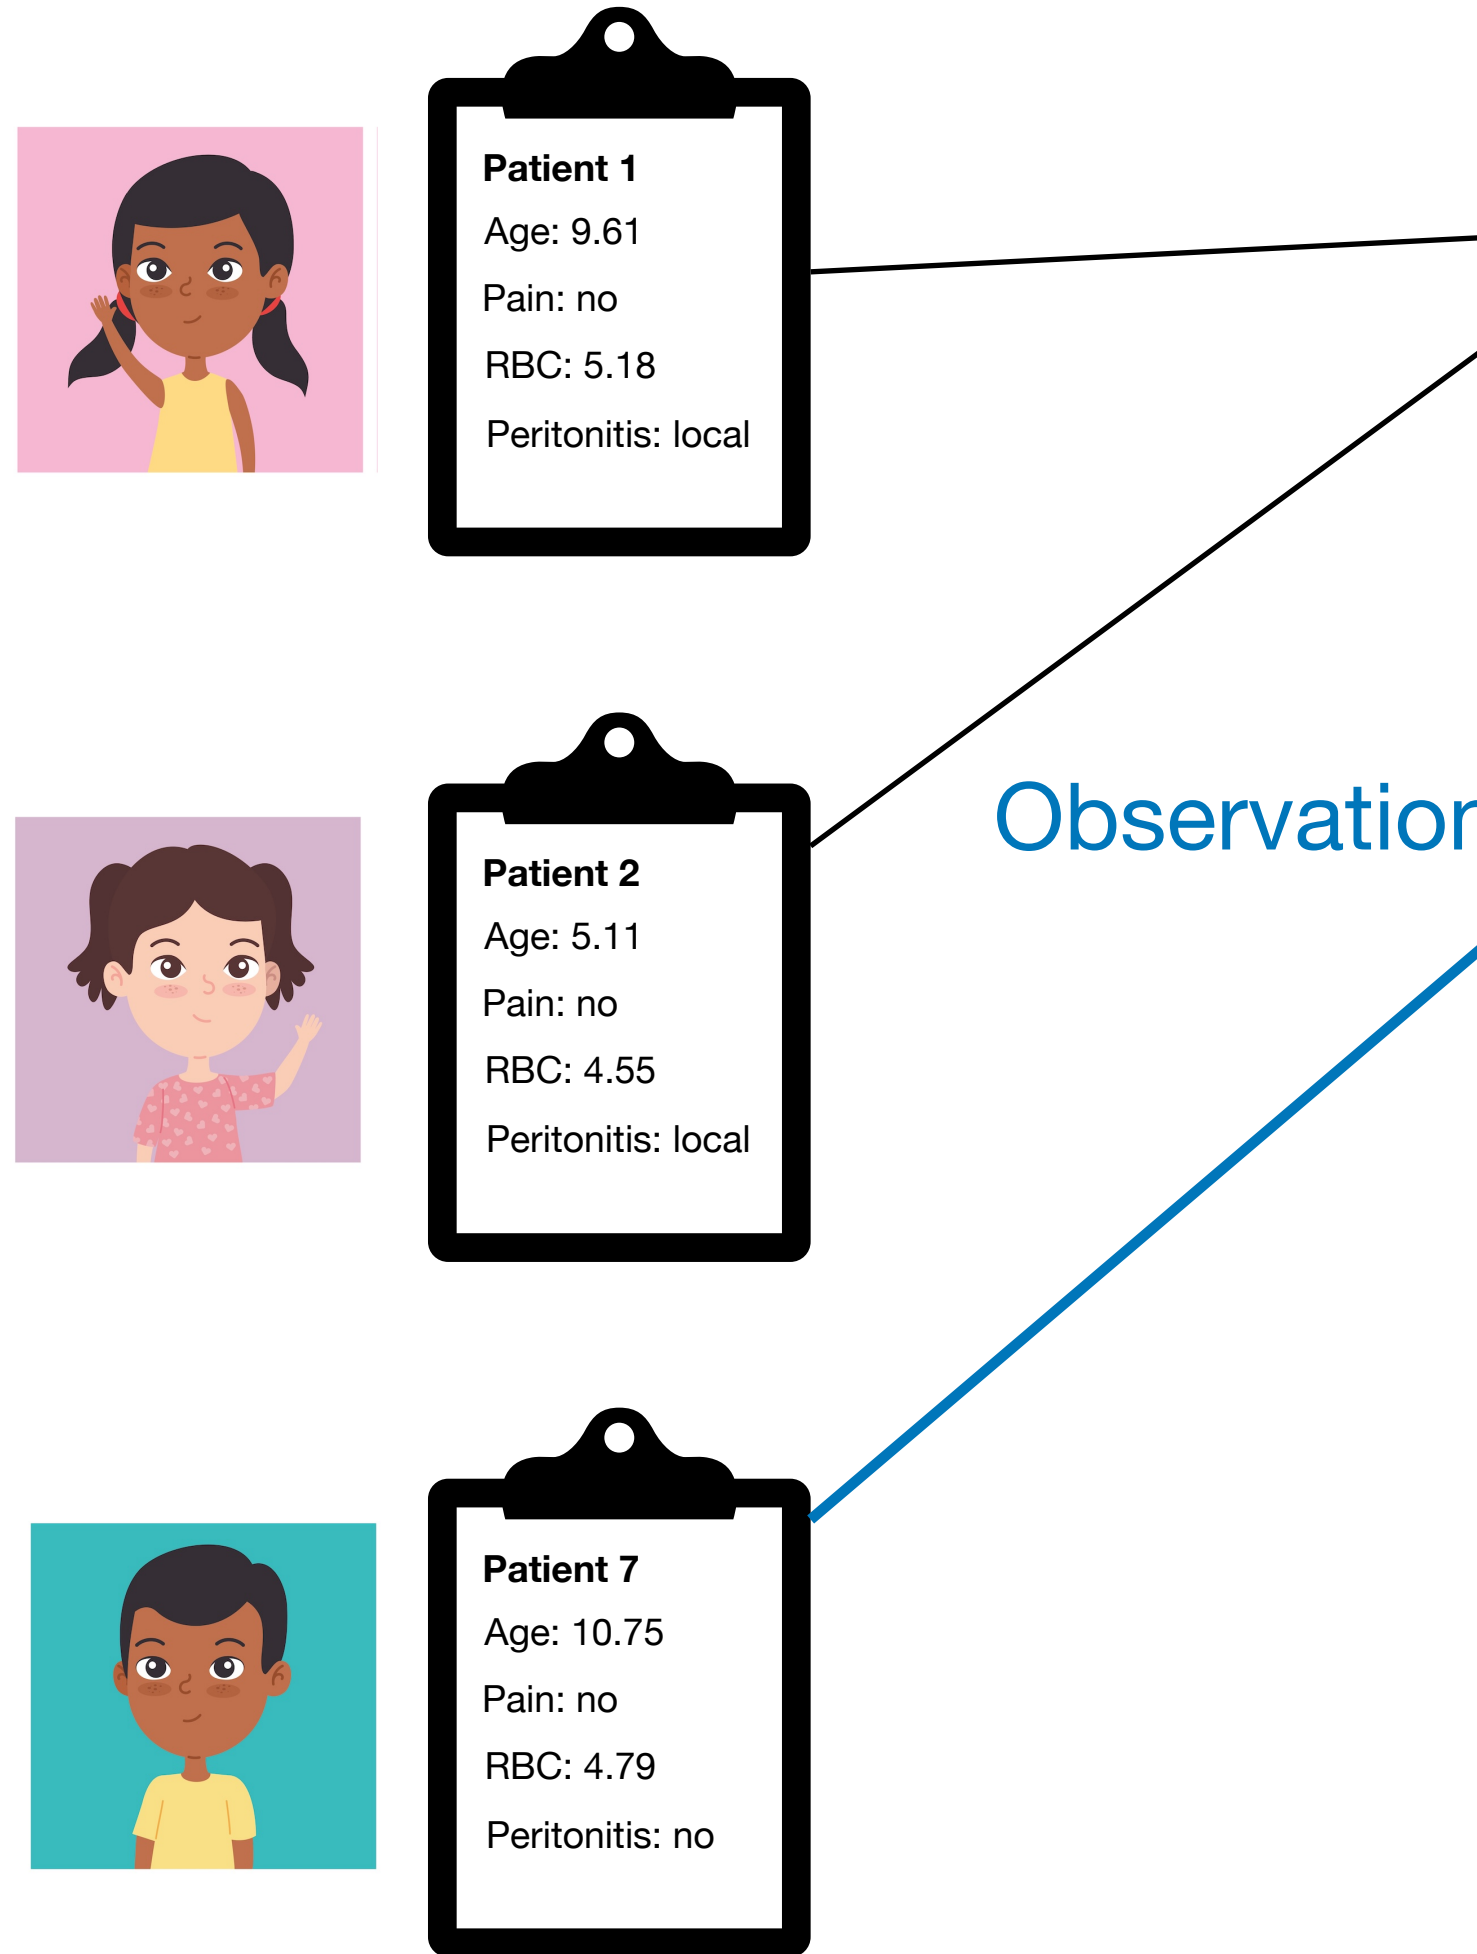 Patient 1
Age: 9.61
Pain: no
RBC: 5.18
Peritonitis: local
Observation
Patient 2
Age: 5.11
Pain: no
RBC: 4.55
Peritonitis: local
Patient 7
Age: 10.75
Pain: no
RBC: 4.79
Peritonitis: no